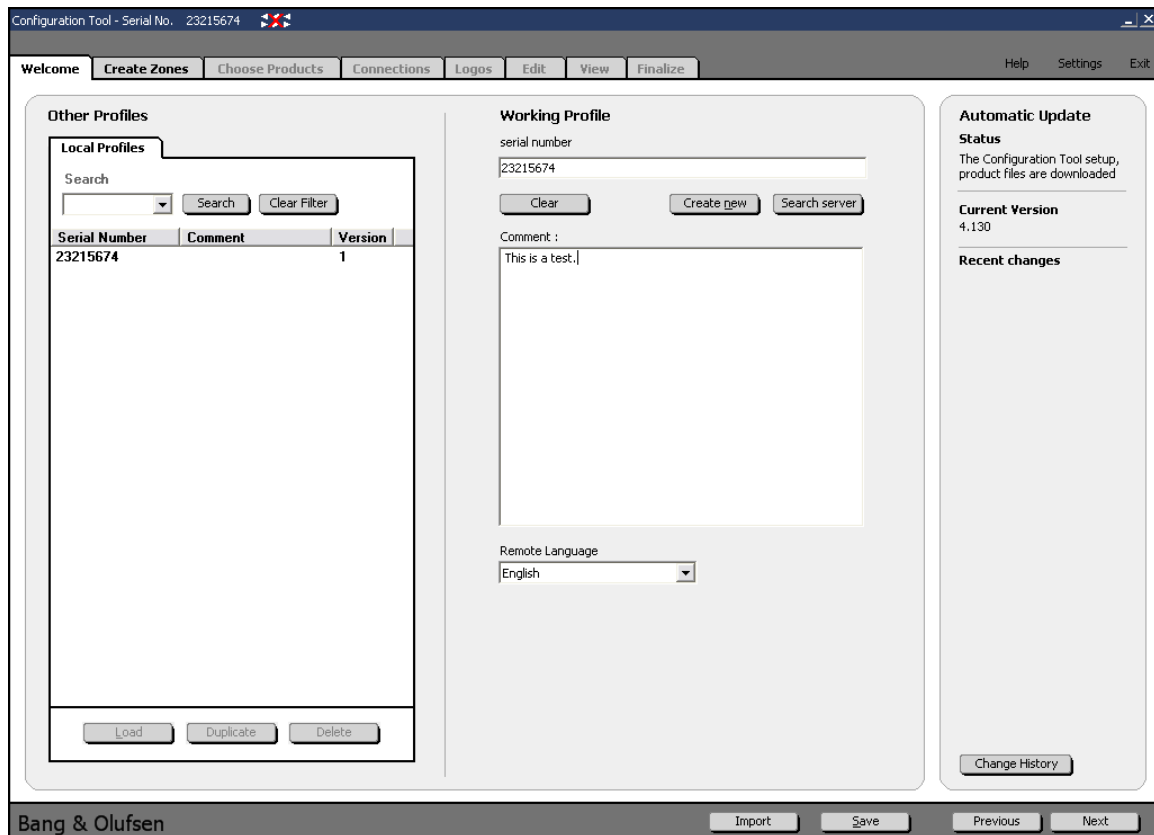 Configuration Tool - Serial No. 23215674
Welcome Create Zones Choose Products Connections Logos Edit View Finalize Help Settings Exit
Other Profiles
Local Profiles
Search
Search Clear Filter
Serial Number Comment Version
23215674 1
Load Duplicate Delete
Working Profile
serial number
23215674
Clear Create new Search server
Comment :
This is a test.
Remote Language
English
Automatic Update
Status
The Configuration Tool setup,
product files are downloaded
Current Version
4.130
Recent changes
Change History
Bang & Olufsen Import Save Previous Next